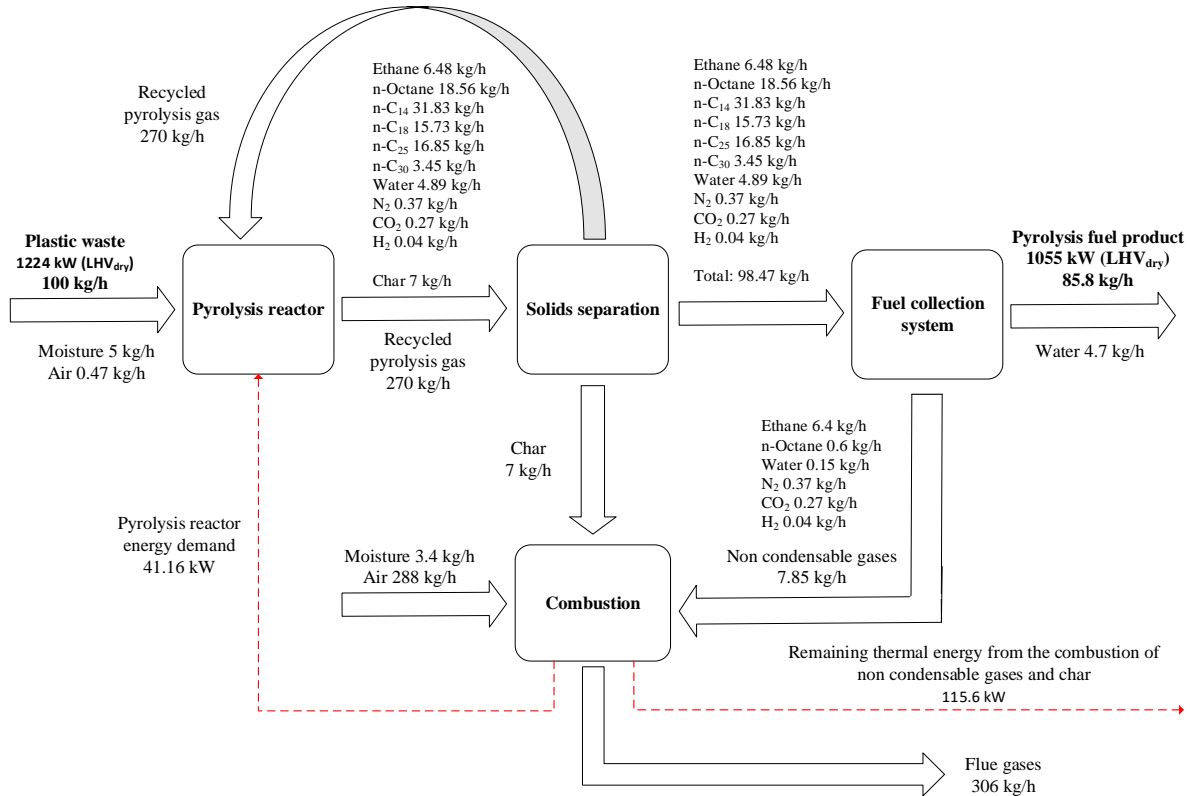 Recycled
pyrolysis gas
270 kg/h
Ethane 6.48 kg/h
n-Octane 18.56 kg/h
n-C14 31.83 kg/h
n-C18 15.73 kg/h
n-C25 16.85 kg/h
n-C30 3.45 kg/h
Water 4.89 kg/h
N2 0.37 kg/h
CO2 0.27 kg/h
H2 0.04 kg/h
Char 7 kg/h
Ethane 6.48 kg/h
n-Octane 18.56 kg/h
n-C14 31.83 kg/h
n-C18 15.73 kg/h
n-C25 16.85 kg/h
n-C30 3.45 kg/h
Water 4.89 kg/h
N2 0.37 kg/h
CO2 0.27 kg/h
H2 0.04 kg/h
Total: 98.47 kg/h
Plastic waste
1224 kW (LHVdry)
100 kg/h
Moisture 5 kg/h
Air 0.47 kg/h
Pyrolysis reactor
Recycled
pyrolysis gas
270 kg/h
Solids separation
Fuel collection
system
Pyrolysis fuel product
1055 kW (LHVdry)
85.8 kg/h
Water 4.7 kg/h
Char
7 kg/h
Ethane 6.4 kg/h
n-Octane 0.6 kg/h
Water 0.15 kg/h
N2 0.37 kg/h
CO2 0.27 kg/h
H2 0.04 kg/h
Non condensable gases
7.85 kg/h
Pyrolysis reactor
energy demand
41.16 kW
Moisture 3.4 kg/h
Air 288 kg/h
Combustion
Remaining thermal energy from the combustion of
non condensable gases and char
115.6 kW
Flue gases
306 kg/h